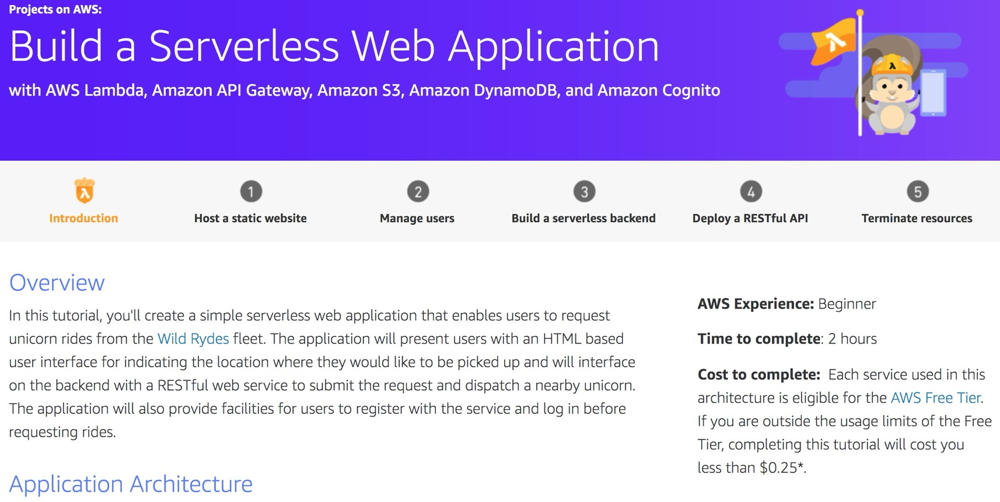 Projects on AWS:
Build a Serverless Web Application
with AWS Lambda, Amazon API Gateway, Amazon S3, Amazon DynamoDB, and Amazon Cognito
Introduction
1
Host a static website
2
Manage users
3
Build a serverless backend
4
Deploy a RESTful API
5
Terminate resources
Overview
In this tutorial, you'll create a simple serverless web application that enables users to request
unicorn rides from the Wild Rydes fleet. The application will present users with an HTML based
user interface for indicating the location where they would like to be picked up and will interface
on the backend with a RESTful web service to submit the request and dispatch a nearby unicorn.
The application will also provide facilities for users to register with the service and log in before
requesting rides.
Application Architecture
AWS Experience: Beginner
Time to complete: 2 hours
Cost to complete: Each service used in this
architecture is eligible for the AWS Free Tier.
If you are outside the usage limits of the Free
Tier, completing this tutorial will cost you
less than $0.25*.